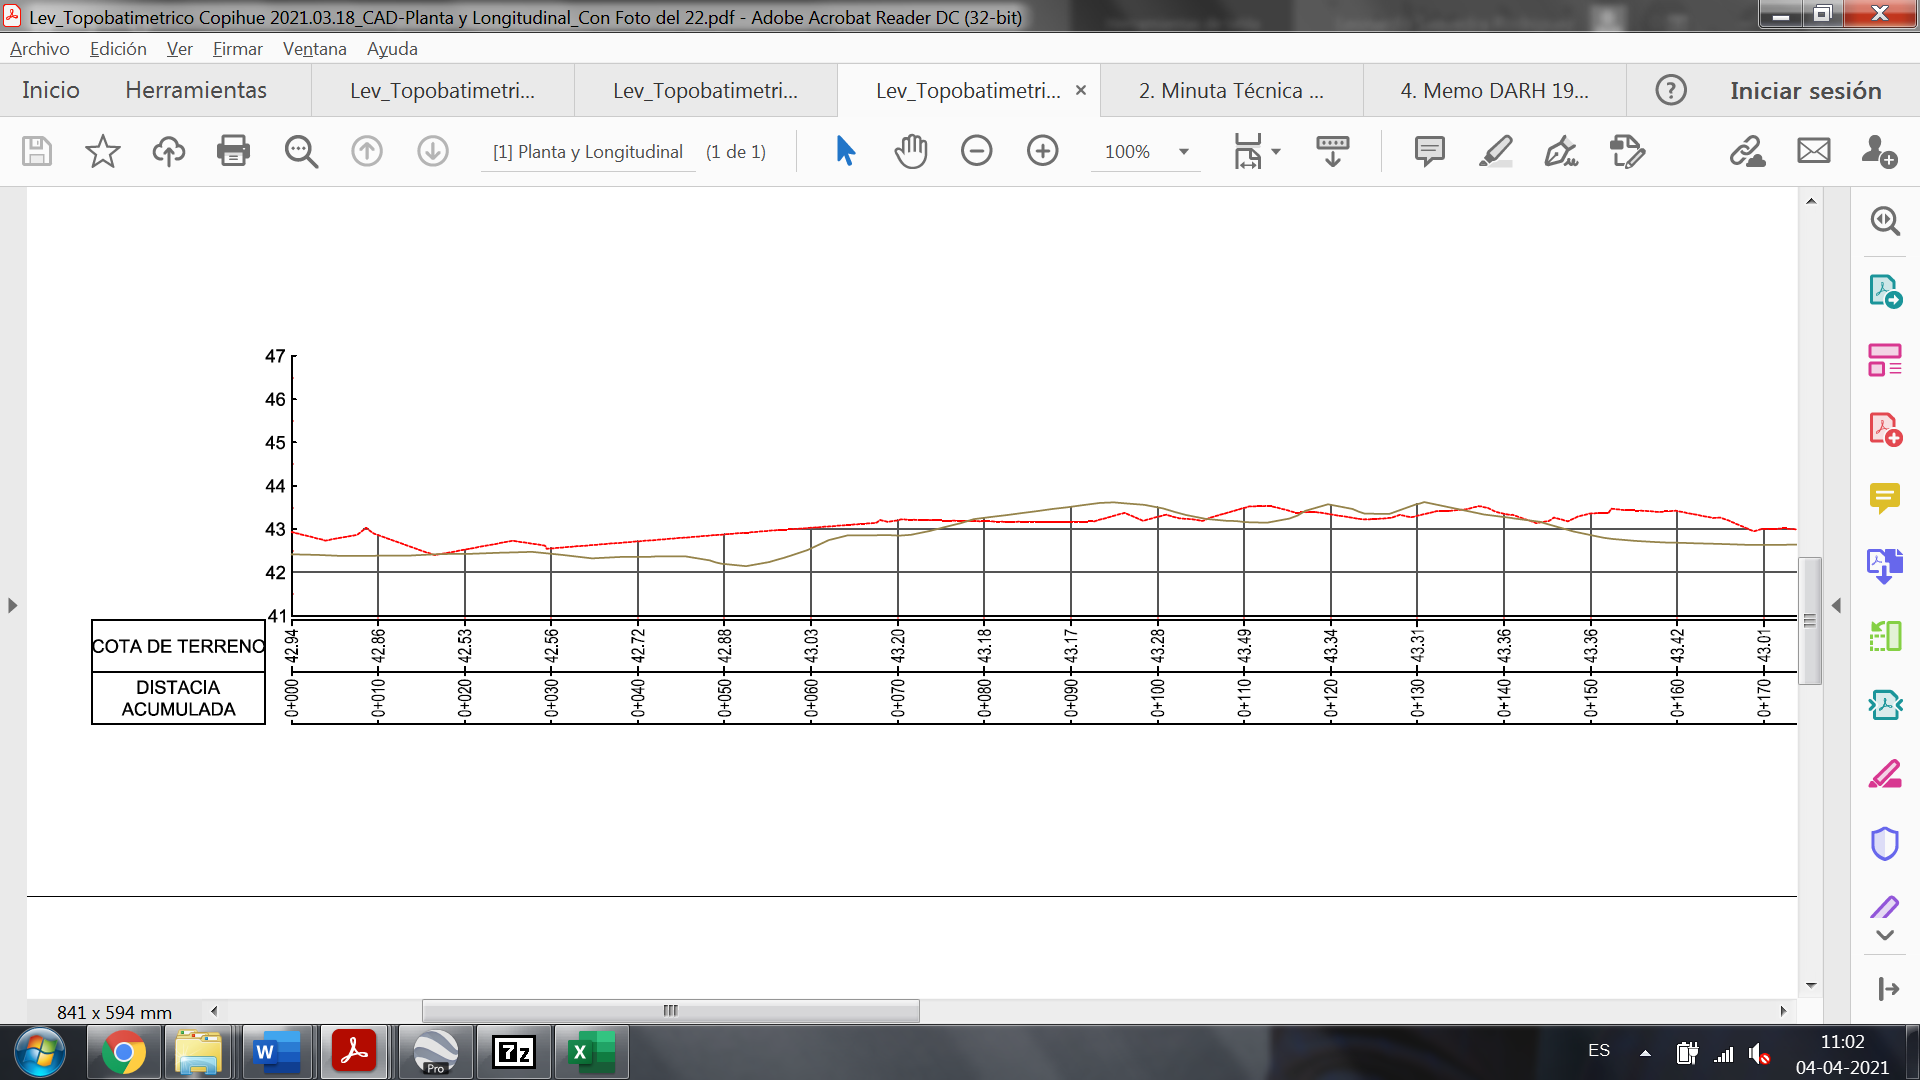 Lev_Topobatimetrico Copihue 2021.03.18_CAD-Planta y Longitudinal_Con Foto del 22.pdf - Adobe Acrobat Reader DC (32-bit)
Archivo Edición Ver Firmar Ventana Ayuda
Inicio Herramientas Lev_Topobatimetri... Lev_Topobatimetri... Lev_Topobatimetri... × 2. Minuta Técnica ... 4. Memo DARH 19... ? Iniciar sesión
[1] Planta y Longitudinal (1 de 1) 100%
47
46
45
44
43
42
41
COTA DE TERRENO 42.94 42.86 42.53 42.56 42.72 42.88 43.03 43.20 43.18 43.17 43.28 43.49 43.34 43.31 43.36 43.36 43.42 43.01
DISTACIA
ACUMULADA
0+000 0+010 0+020 0+030 0+040 0+050 0+060 0+070 0+080 0+090 0+100 0+110 0+120 0+130 0+140 0+150 0+160 0+170
841 x 594 mm
W Pro 7z X ES 11:02
04-04-2021